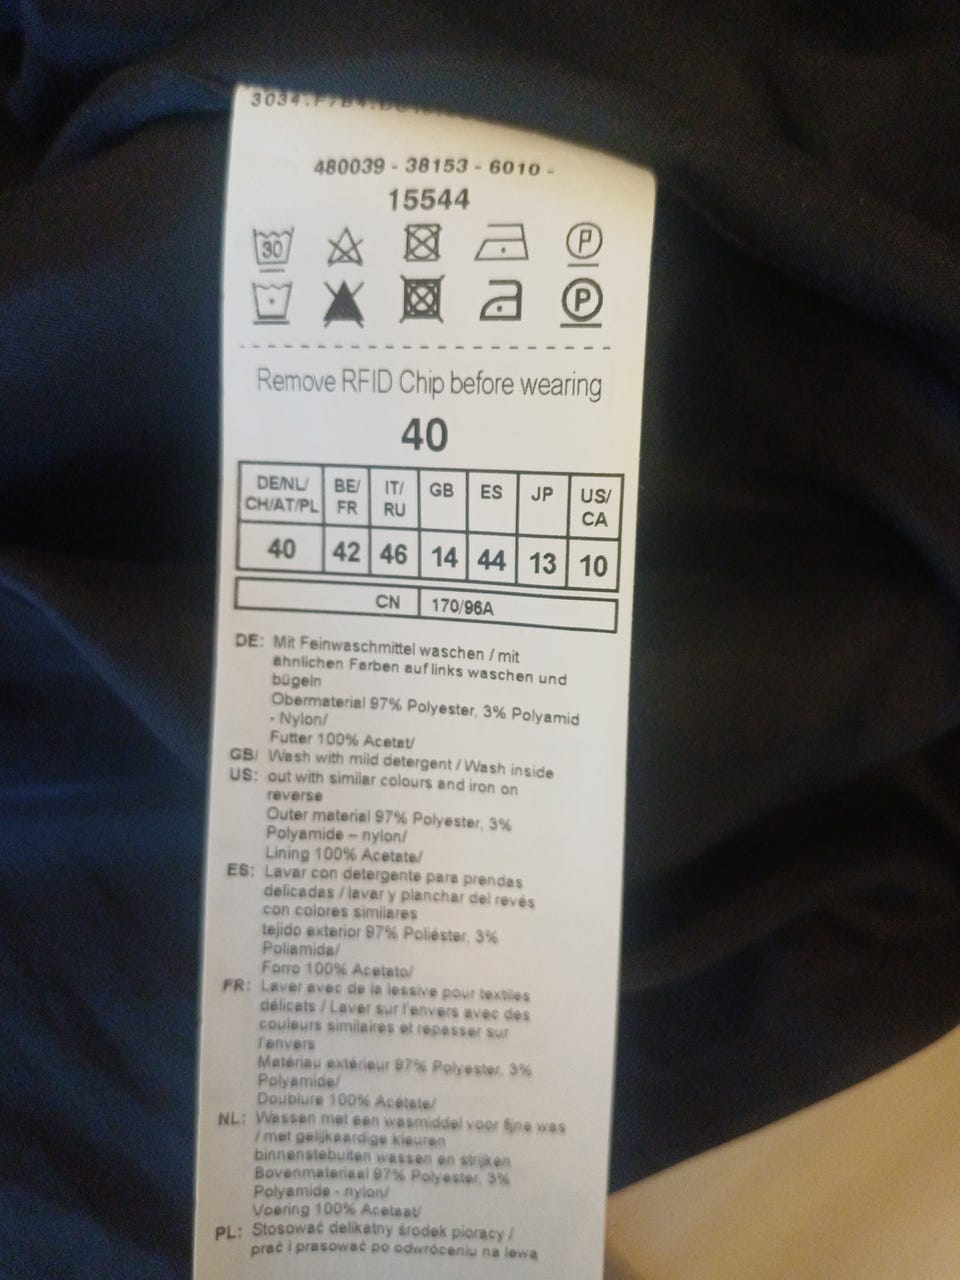 480039 - 38153 - 6010 -
15544
30
P
P
Remove RFID Chip before wearing
40
DE/NL/ BE/ IT/ GB ES JP US/
CH/AT/PL FR RU CA
40 42 46 14 44 13 10
CN 170/96A
DE: Mit Feinwaschmittel waschen / mit
ähnlichen Farben auf links waschen und
bügeln
Obermaterial 97% Polyester, 3% Polyamid
- Nylon/
Futter 100% Acetat/
GB/ Wash with mild detergent / Wash inside
US: out with similar colours and iron on
reverse
Outer material 97% Polyester, 3%
Polyamide – nylon/
Lining 100% Acetate/
ES: Lavar con detergente para prendas
delicadas / lavar y planchar del revés
con colores similares
tejido exterior 97% Poliéster, 3%
Poliamida/
Forro 100% Acetato/
FR: Laver avec de la lessive pour textiles
délicats / Laver sur l'envers avec des
couleurs similaires et repasser sur
l'envers
Matériau extérieur 97% Polyester, 3%
Polyamide/
Doublure 100% Acétate/
NL: Wassen met een wasmiddel voor fijne was
/ met gelijkaardige kleuren
binnenstebuiten wassen en strijken
Bovenmateriaal 97% Polyester, 3%
Polyamide - nylon/
Voering 100% Acetaat/
PL: Stosować delikatny środek piorący /
prać i prasować po odwróceniu na lewą